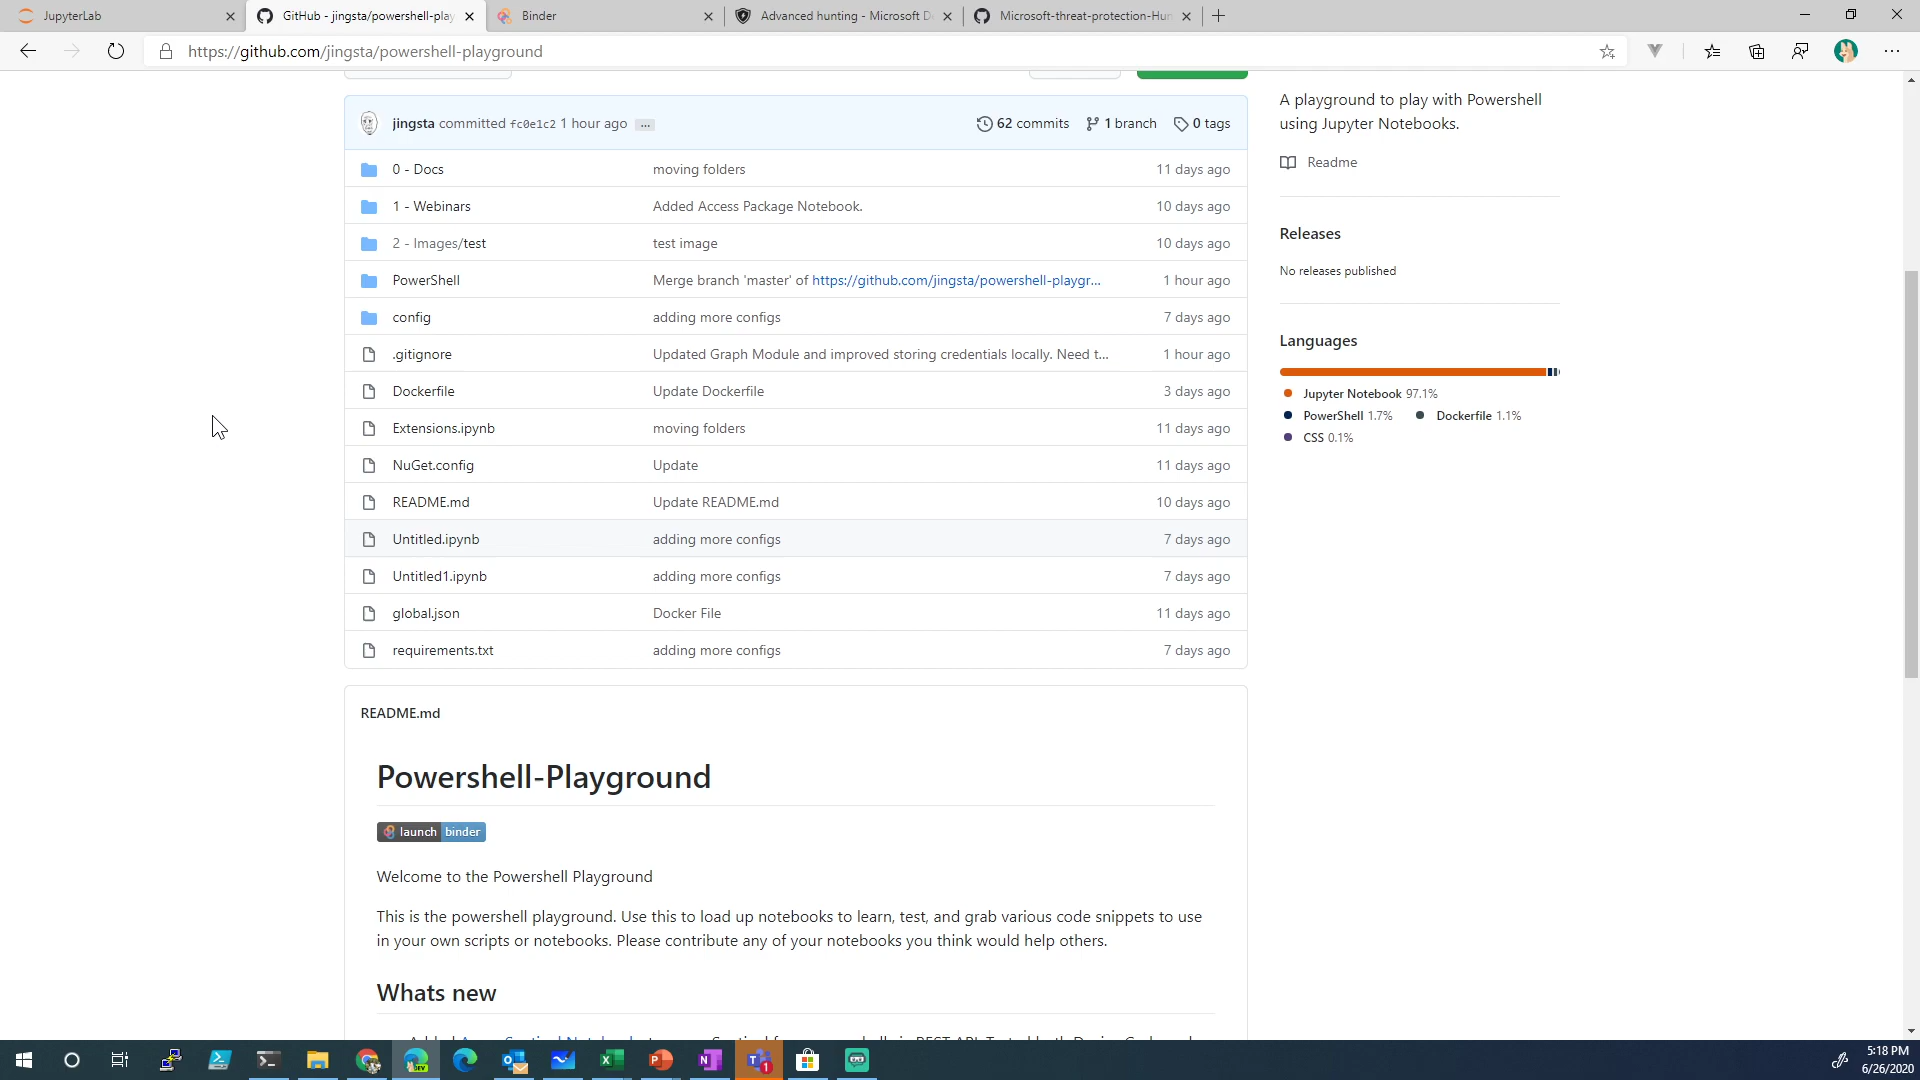 JupyterLab
GitHub - jingsta/powershell-play
Binder
Advanced hunting - Microsoft De
Microsoft-threat-protection-Hun
https://github.com/jingsta/powershell-playground
jingsta committed fc0e1c2 1 hour ago ...
62 commits
1 branch
0 tags
0 - Docs moving folders 11 days ago
1 - Webinars Added Access Package Notebook. 10 days ago
2 - Images/test test image 10 days ago
PowerShell Merge branch 'master' of https://github.com/jingsta/powershell-playgr... 1 hour ago
config adding more configs 7 days ago
.gitignore Updated Graph Module and improved storing credentials locally. Need t... 1 hour ago
Dockerfile Update Dockerfile 3 days ago
Extensions.ipynb moving folders 11 days ago
NuGet.config Update 11 days ago
README.md Update README.md 10 days ago
Untitled.ipynb adding more configs 7 days ago
Untitled1.ipynb adding more configs 7 days ago
global.json Docker File 11 days ago
requirements.txt adding more configs 7 days ago
A playground to play with Powershell
using Jupyter Notebooks.
Readme
Releases
No releases published
Languages
Jupyter Notebook 97.1%
PowerShell 1.7% Dockerfile 1.1%
CSS 0.1%
README.md
Powershell-Playground
launch binder
Welcome to the Powershell Playground
This is the powershell playground. Use this to load up notebooks to learn, test, and grab various code snippets to use
in your own scripts or notebooks. Please contribute any of your notebooks you think would help others.
Whats new
5:18 PM
6/26/2020